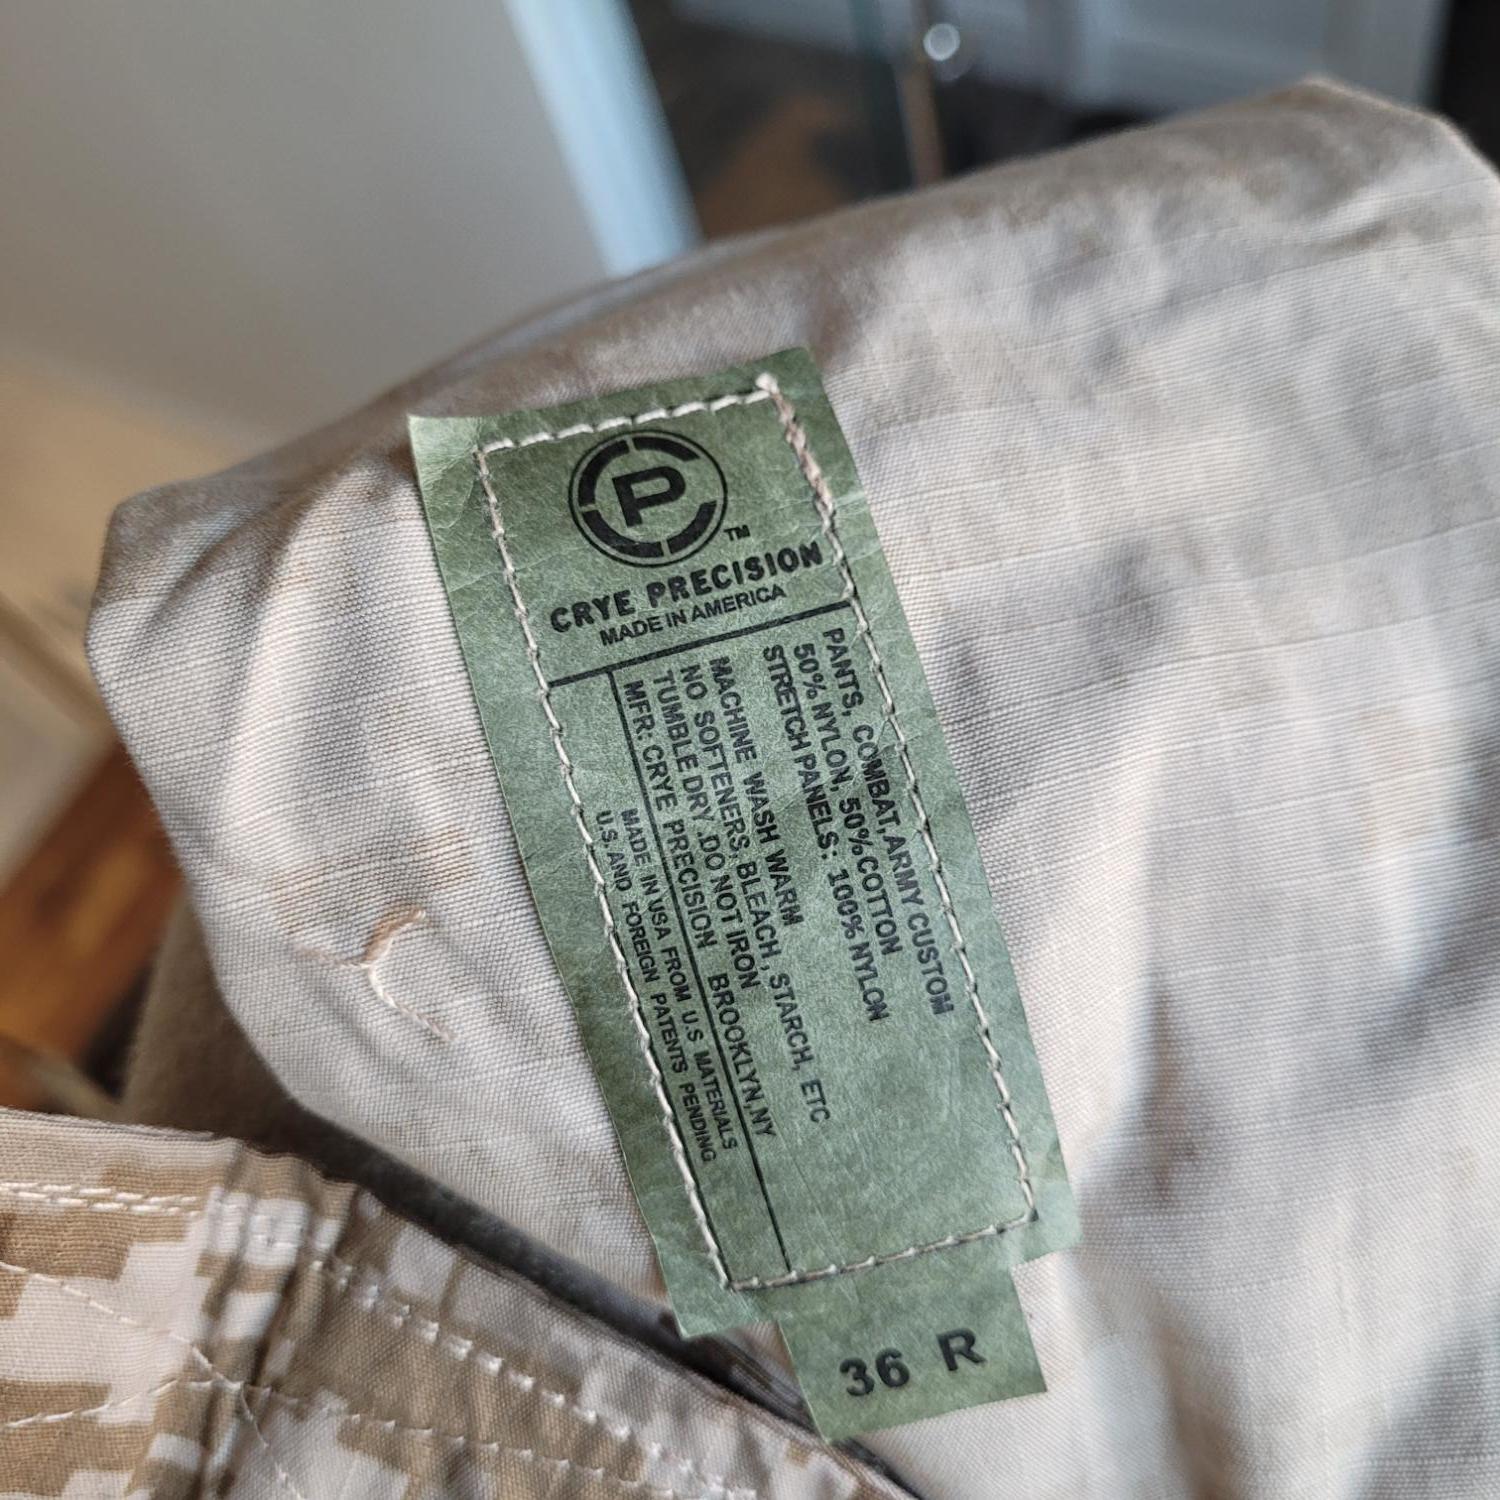 P
TM
CRYE PRECISION
MADE IN AMERICA
PANTS, COMBAT,ARMY CUSTOM
50% NYLON, 50% COTTON
STRETCH PANELS: 100% NYLON
MACHINE WASH WARM
NO SOFTENERS, BLEACH, STARCH, ETC
TUMBLE DRY .DO NOT IRON
MFR: CRYE PRECISION BROOKLYN,NY
MADE IN USA FROM U.S MATERIALS
U.S. AND FOREIGN PATENTS PENDING
36 R